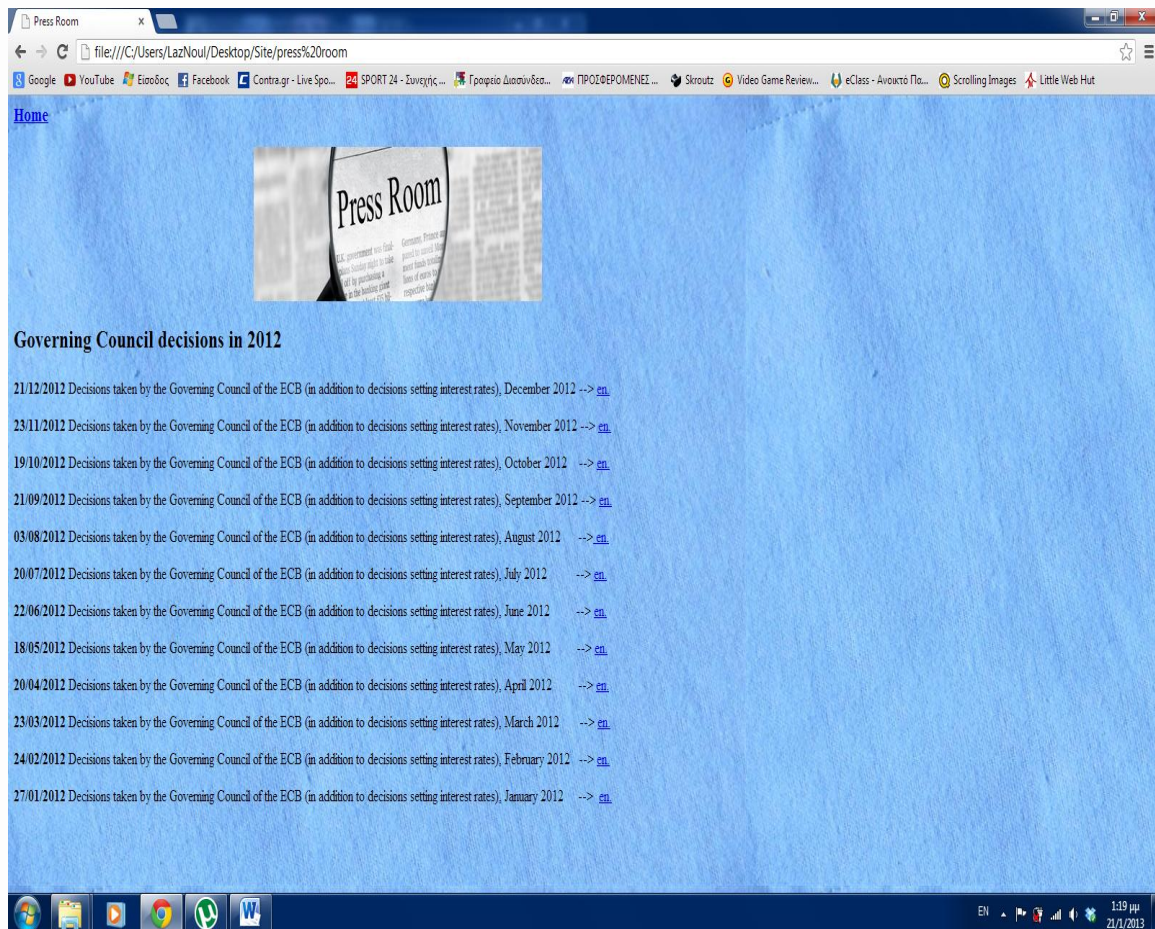 Press Room x
file:///C:/Users/LazNoul/Desktop/Site/press%20room
Google YouTube Είσοδος Facebook Contra.gr - Live Spo... SPORT 24 - Συνεχής ... Γραφείο Διασύνδεσ... ΠΡΟΣΦΕΡΟΜΕΝΕΣ ... Skroutz Video Game Review... eClass - Ανοικτό Πα... Scrolling Images Little Web Hut
Home
Press Room
Governing Council decisions in 2012
21/12/2012 Decisions taken by the Governing Council of the ECB (in addition to decisions setting interest rates), December 2012 --> en.
23/11/2012 Decisions taken by the Governing Council of the ECB (in addition to decisions setting interest rates), November 2012 --> en.
19/10/2012 Decisions taken by the Governing Council of the ECB (in addition to decisions setting interest rates), October 2012 --> en.
21/09/2012 Decisions taken by the Governing Council of the ECB (in addition to decisions setting interest rates), September 2012 --> en.
03/08/2012 Decisions taken by the Governing Council of the ECB (in addition to decisions setting interest rates), August 2012 --> en.
20/07/2012 Decisions taken by the Governing Council of the ECB (in addition to decisions setting interest rates), July 2012 --> en.
22/06/2012 Decisions taken by the Governing Council of the ECB (in addition to decisions setting interest rates), June 2012 --> en.
18/05/2012 Decisions taken by the Governing Council of the ECB (in addition to decisions setting interest rates), May 2012 --> en.
20/04/2012 Decisions taken by the Governing Council of the ECB (in addition to decisions setting interest rates), April 2012 --> en.
23/03/2012 Decisions taken by the Governing Council of the ECB (in addition to decisions setting interest rates), March 2012 --> en.
24/02/2012 Decisions taken by the Governing Council of the ECB (in addition to decisions setting interest rates), February 2012 --> en.
27/01/2012 Decisions taken by the Governing Council of the ECB (in addition to decisions setting interest rates), January 2012 --> en.
EN 1:19 μμ
21/1/2013